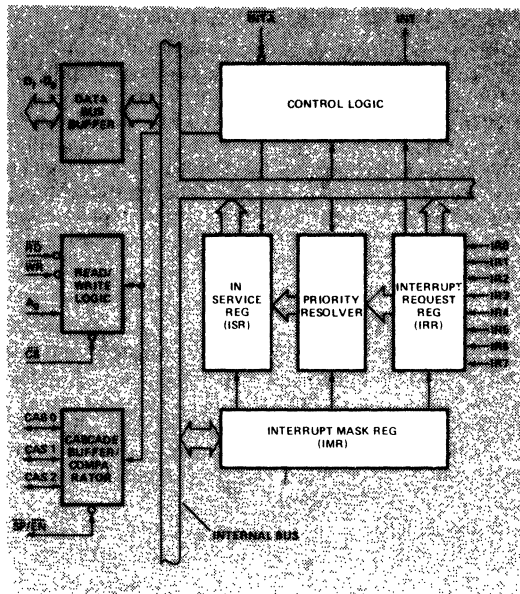 INTA
INT
D7-D0
DATA
BUS
BUFFER
CONTROL LOGIC
RD
WR
A0
CS
READ/
WRITE
LOGIC
IN
SERVICE
REG
(ISR)
PRIORITY
RESOLVER
INTERRUPT
REQUEST
REG
(IRR)
IR0
IR1
IR2
IR3
IR4
IR5
IR6
IR7
CAS 0
CAS 1
CAS 2
CASCADE
BUFFER/
COMPA
RATOR
INTERRUPT MASK REG
(IMR)
SP/EN
INTERNAL BUS